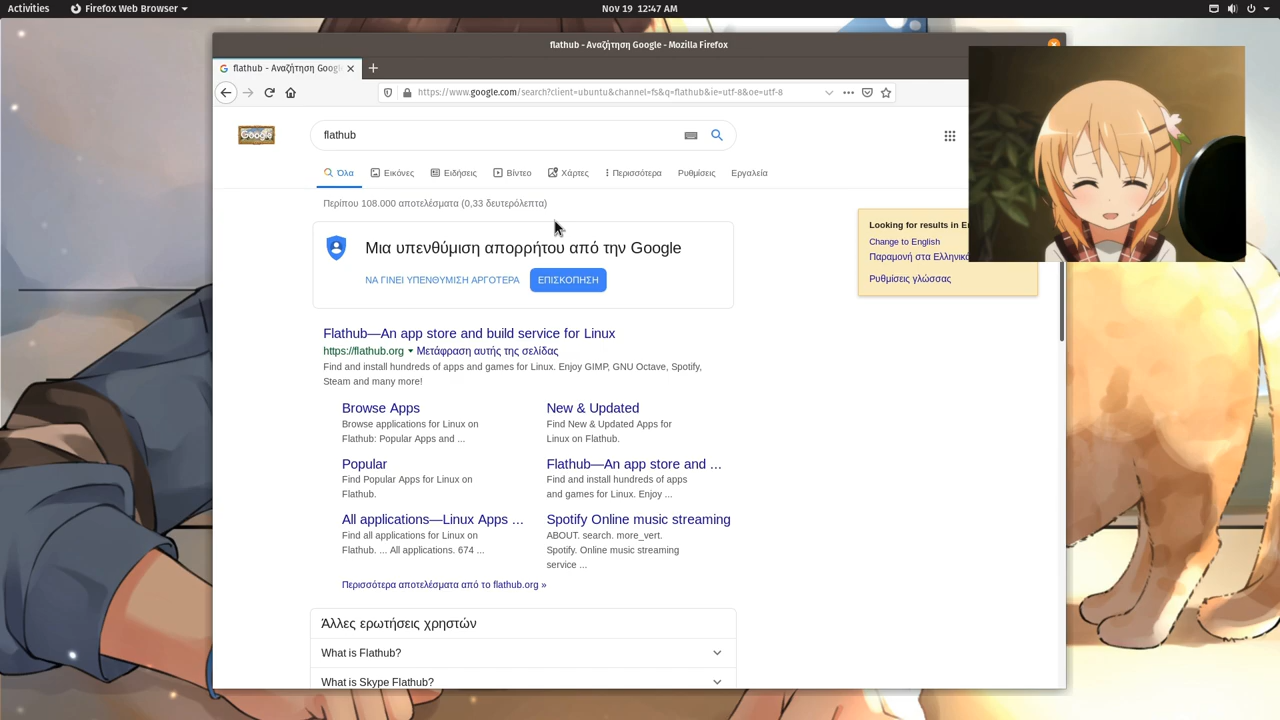 Activities Firefox Web Browser Nov 19 12:47 AM
flathub - Αναζήτηση Google - Mozilla Firefox
flathub - Αναζήτηση Googl
https://www.google.com/search?client=ubuntu&channel=fs&q=flathub&ie=utf-8&oe=utf-8
Google
flathub
Όλα Εικόνες Ειδήσεις Βίντεο Χάρτες Περισσότερα Ρυθμίσεις Εργαλεία
Περίπου 108.000 αποτελέσματα (0,33 δευτερόλεπτα)
Μια υπενθύμιση απορρήτου από την Google
ΝΑ ΓΙΝΕΙ ΥΠΕΝΘΥΜΙΣΗ ΑΡΓΟΤΕΡΑ ΕΠΙΣΚΟΠΗΣΗ
Looking for results in En
Change to English
Παραμονή στα Ελληνικά
Ρυθμίσεις γλώσσας
Flathub—An app store and build service for Linux
https://flathub.org Μετάφραση αυτής της σελίδας
Find and install hundreds of apps and games for Linux. Enjoy GIMP, GNU Octave, Spotify,
Steam and many more!
Browse Apps
Browse applications for Linux on
Flathub: Popular Apps and ...
New & Updated
Find New & Updated Apps for
Linux on Flathub.
Popular
Find Popular Apps for Linux on
Flathub.
Flathub—An app store and ...
Find and install hundreds of apps
and games for Linux. Enjoy ...
All applications—Linux Apps ...
Find all applications for Linux on
Flathub. ... All applications. 674 ...
Spotify Online music streaming
ABOUT. search. more_vert.
Spotify. Online music streaming
service ...
Περισσότερα αποτελέσματα από το flathub.org »
Άλλες ερωτήσεις χρηστών
What is Flathub?
What is Skype Flathub?